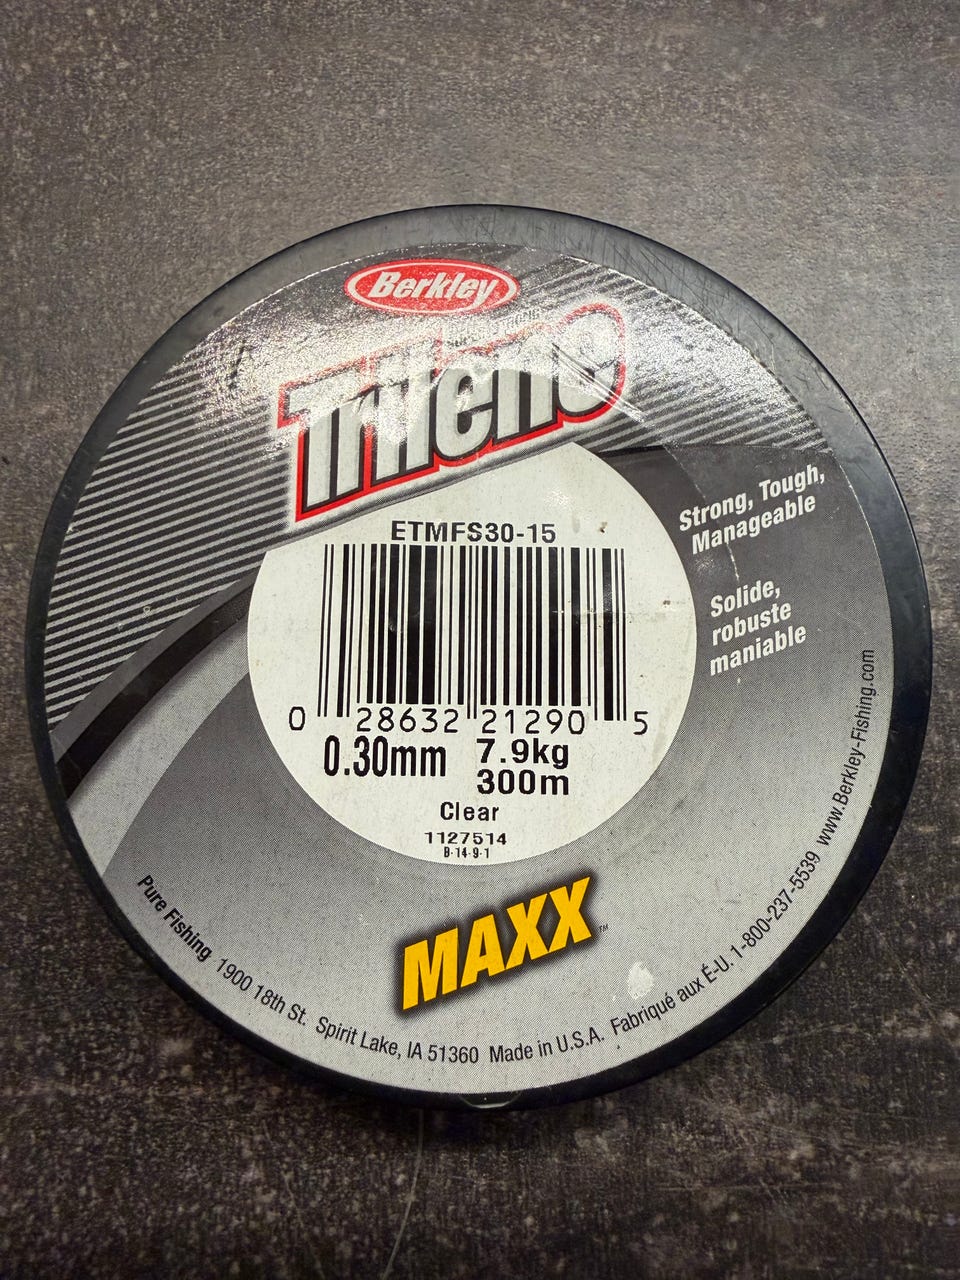 Berkley
Trilene
ETMFS30-15
0 28632 21290 5
0.30mm 7.9kg
300m
Clear
1127514
B-14-9-1
Strong, Tough,
Manageable
Solide,
robuste
maniable
MAXX™
Pure Fishing 1900 18th St. Spirit Lake, IA 51360 Made in U.S.A. Fabriqué aux É-U. 1-800-237-5539 www.Berkley-Fishing.com